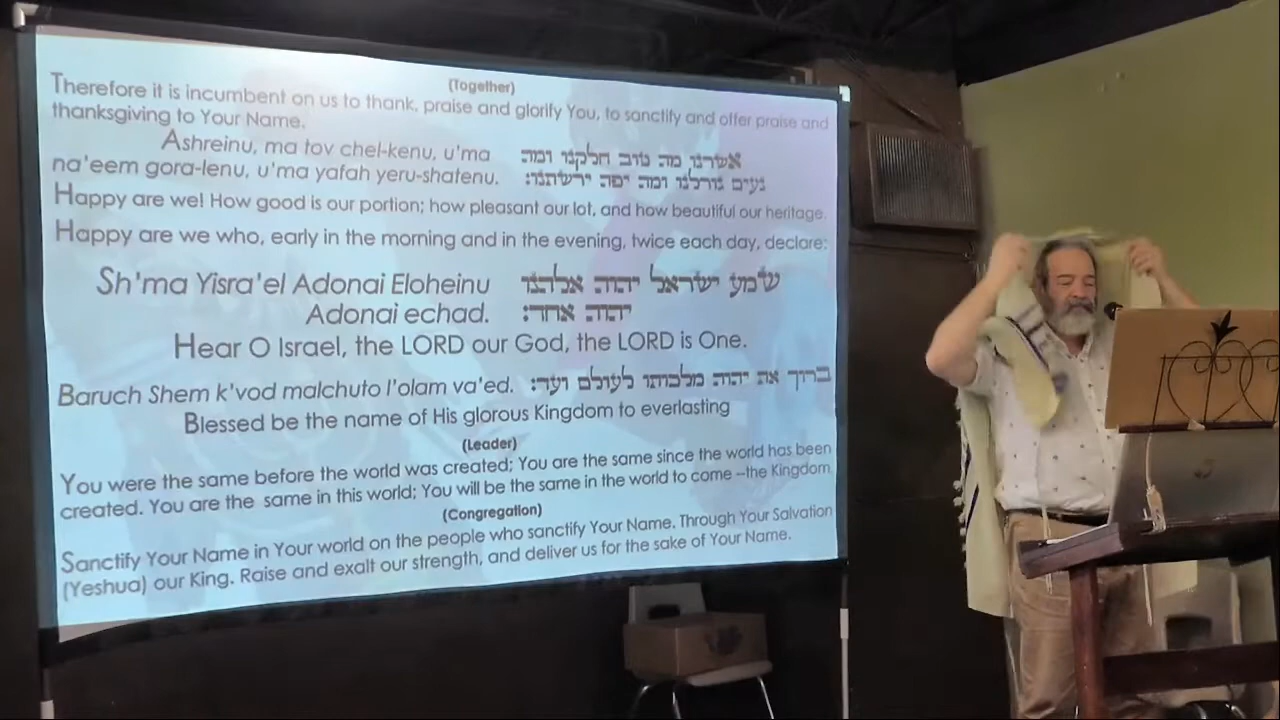 (Together)
Therefore it is incumbent on us to thank, praise and glorify You, to sanctify and offer praise and
thanksgiving to Your Name.
Ashreinu, ma tov chel-kenu, u'ma אשרנו מה טוב חלקנו ומה
na'eem gora-lenu, u'ma yafah yeru-shatenu. נעים גורלנו ומה יפה ירשתנו:
Happy are we! How good is our portion; how pleasant our lot, and how beautiful our heritage.
Happy are we who, early in the morning and in the evening, twice each day, declare:
Sh'ma Yisra'el Adonai Eloheinu שמע ישראל יהוה אלהנו
Adonai echad. יהוה אחד:
Hear O Israel, the LORD our God, the LORD is One.
Baruch Shem k'vod malchuto l'olam va'ed. ברוך את יהוה מלכותו לעולם ועד:
Blessed be the name of His glorous Kingdom to everlasting
(Leader)
You were the same before the world was created; You are the same since the world has been
created. You are the same in this world; You will be the same in the world to come --the Kingdom
(Congregation)
Sanctify Your Name in Your world on the people who sanctify Your Name. Through Your Salvation
(Yeshua) our King. Raise and exalt our strength, and deliver us for the sake of Your Name.